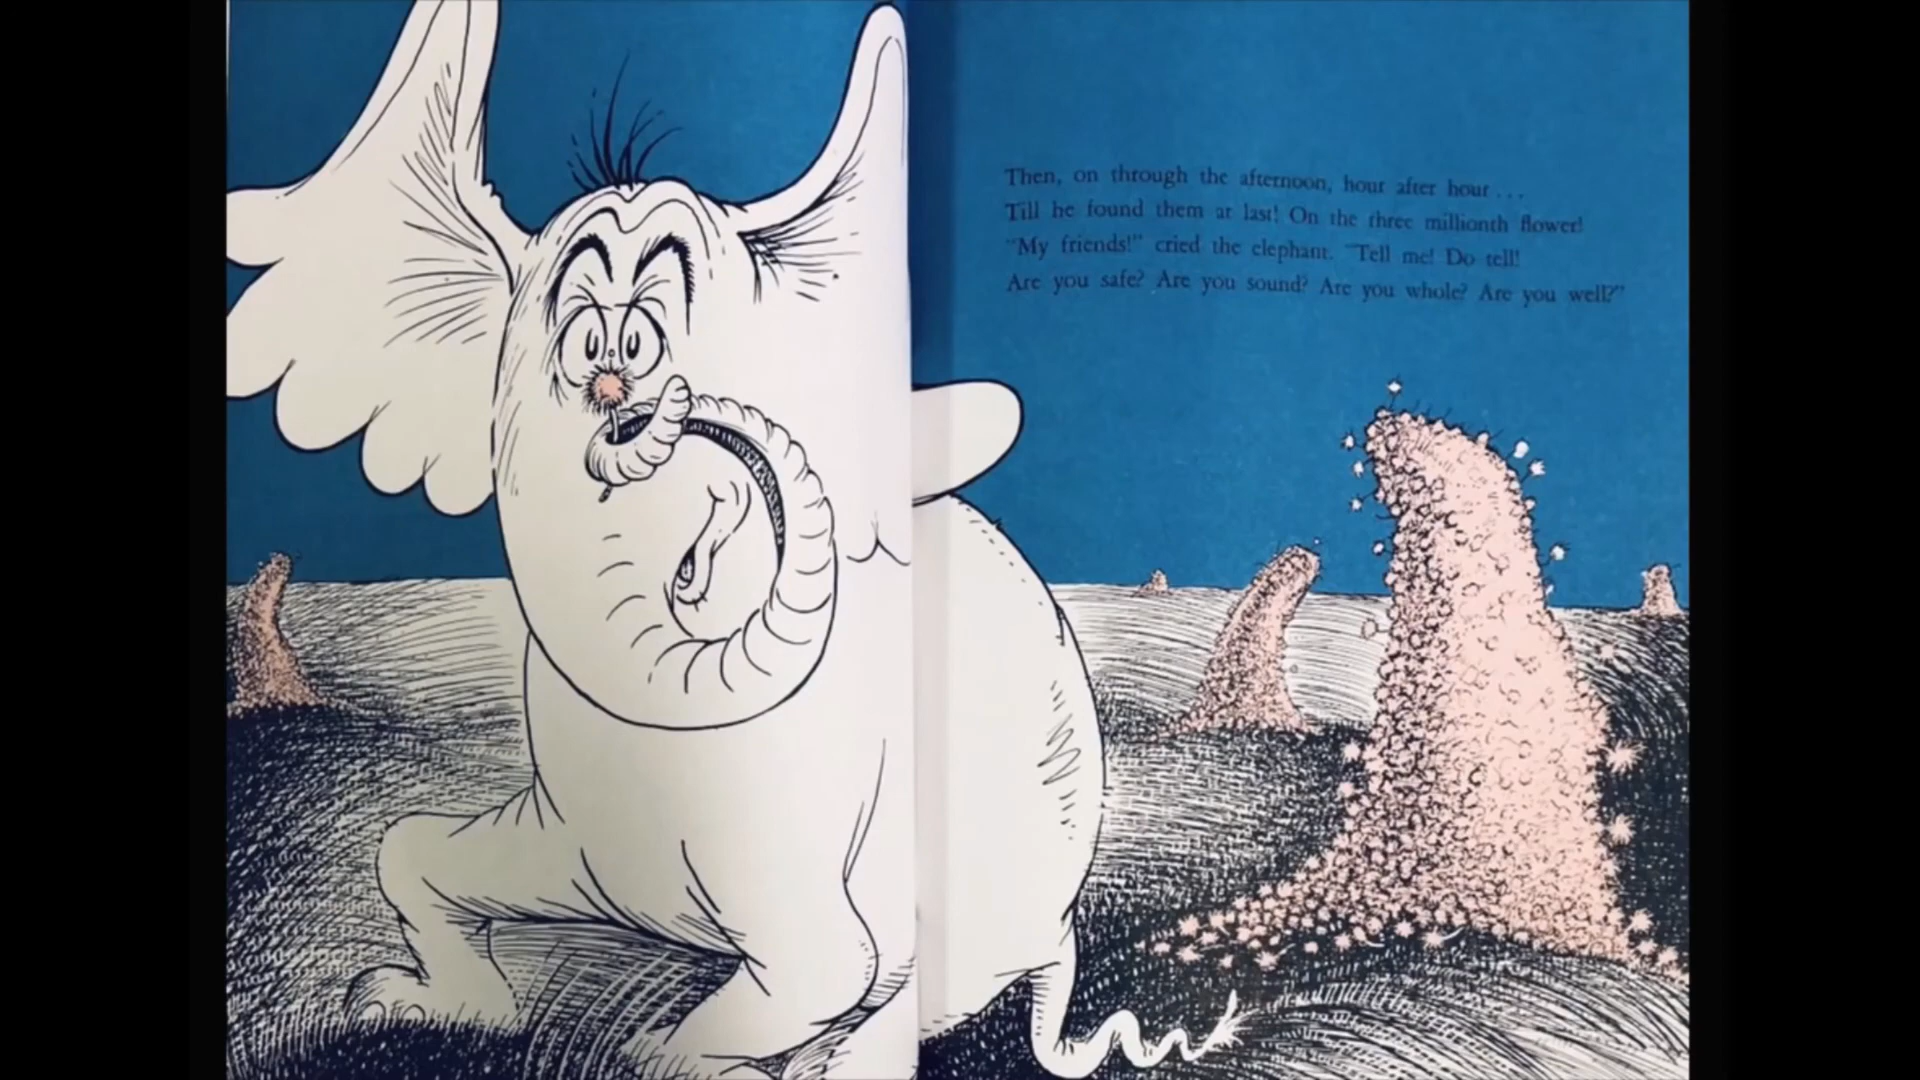 Then, on through the afternoon, hour after hour . . .
Till he found them at last! On the three millionth flower!
"My friends!" cried the elephant. "Tell me! Do tell!
Are you safe? Are you sound? Are you whole? Are you well?"